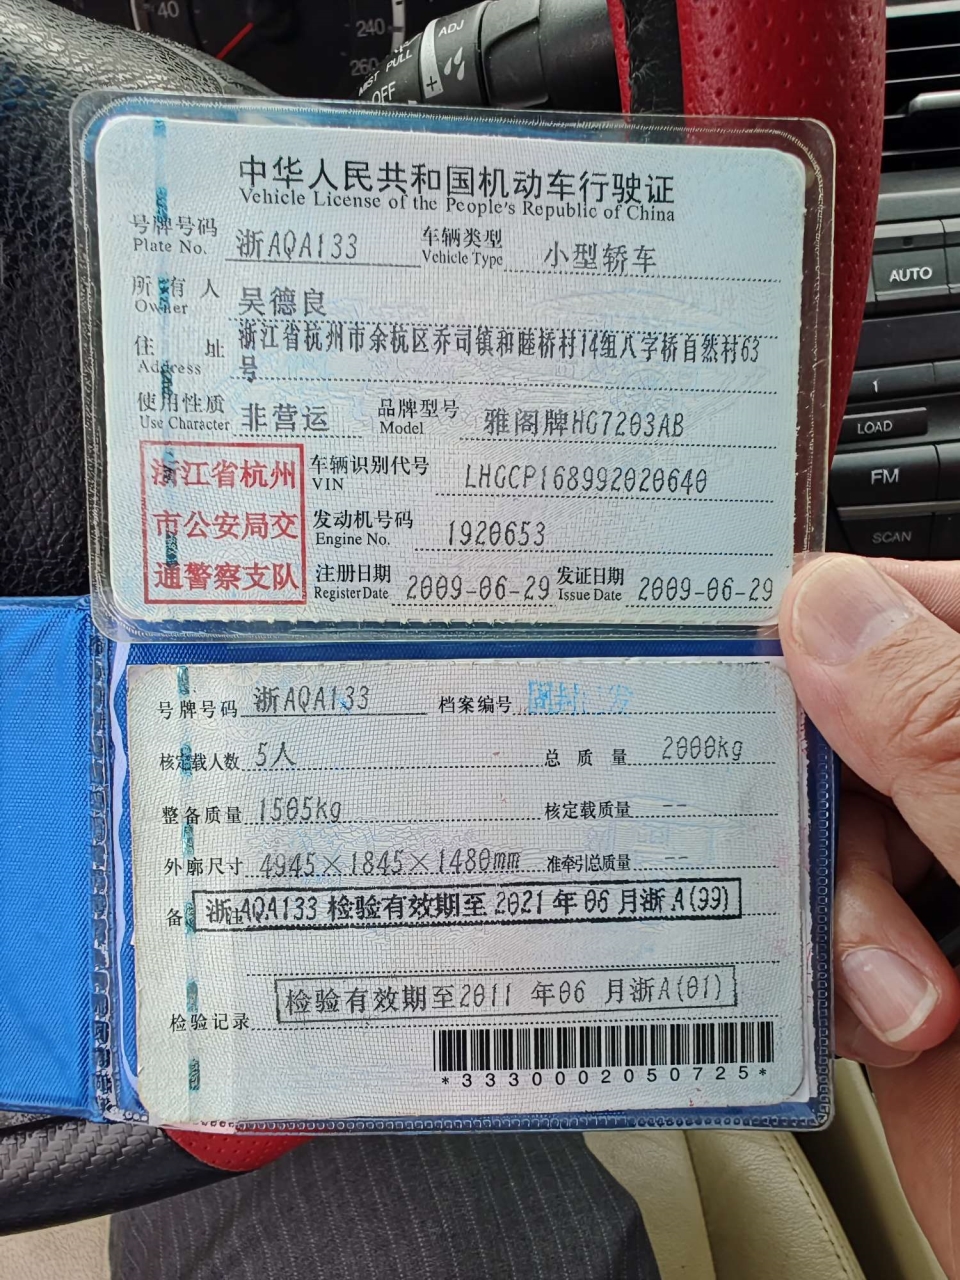 40
240
260
ADJ
MIST PULL
OFF
中华人民共和国机动车行驶证
Vehicle License of the People's Republic of China
号牌号码 浙AQA133 车辆类型 小型轿车
Plate No. Vehicle Type
所有人 吴德良
Owner
住址 浙江省杭州市余杭区乔司镇和睦桥村14组八字桥自然村63
Address 号
使用性质 非营运 品牌型号 雅阁牌HG7203AB
Use Character Model
浙江省杭州
市公安局交
通警察支队
车辆识别代号 LHGCP168992020640
VIN
发动机号码 1920653
Engine No.
注册日期 2009-06-29 发证日期 2009-06-29
Register Date Issue Date
AUTO
1
LOAD
FM
SCAN
号牌号码 浙AQA133 档案编号
核定载人数 5人 总质量 2000kg
整备质量 1505kg 核定载质量 --
外廓尺寸 4945×1845×1480mm 准牵引总质量 --
备注 浙AQA133 检验有效期至2021年06月浙A(99)
检验记录 检验有效期至2011年06月浙A(01)
*3330002050725*